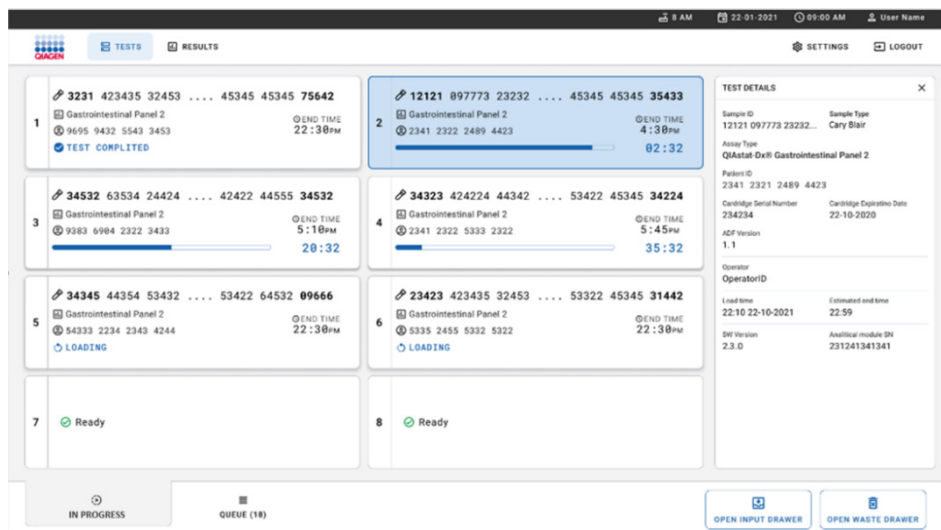 8 AM 22-01-2021 09:00 AM User Name
QIAGEN TESTS RESULTS SETTINGS LOGOUT
1
3231 423435 32453 .... 45345 45345 75642
Gastrointestinal Panel 2
9695 9432 5543 3453
END TIME
22:30PM
TEST COMPLITED
2
12121 097773 23232 .... 45345 45345 35433
Gastrointestinal Panel 2
2341 2322 2489 4423
END TIME
4:30PM
02:32
3
34532 63534 24424 .... 42422 44555 34532
Gastrointestinal Panel 2
9383 6904 2322 3433
END TIME
5:10PM
20:32
4
34323 424224 44342 .... 53422 45345 34224
Gastrointestinal Panel 2
2341 2322 5333 2322
END TIME
5:45PM
35:32
5
34345 44354 53432 .... 53422 64532 09666
Gastrointestinal Panel 2
54333 2234 2343 4244
END TIME
22:30PM
LOADING
6
23423 423435 32453 .... 53322 45345 31442
Gastrointestinal Panel 2
5335 2455 5332 5322
END TIME
22:30PM
LOADING
7
Ready
8
Ready
TEST DETAILS
Sample ID Sample Type
12121 097773 23232... Cary Blair
Assay Type
QIAstat-Dx® Gastrointestinal Panel 2
Patient ID
2341 2321 2489 4423
Cardridge Serial Number Cardridge Expiratino Date
234234 22-10-2020
ADF Version
1.1
Operator
OperatorID
Load time Estimated end time
22:10 22-10-2021 22:59
SW Version Analitical module SN
2.3.0 231241341341
IN PROGRESS
QUEUE (18)
OPEN INPUT DRAWER
OPEN WASTE DRAWER